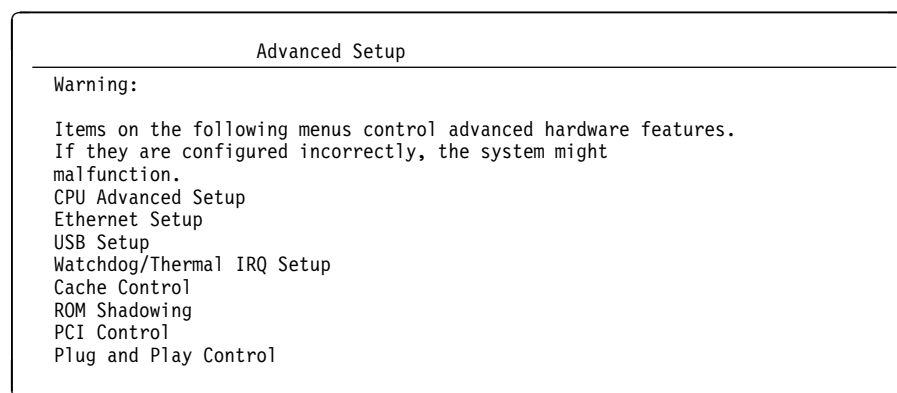 Advanced Setup
Warning:
Items on the following menus control advanced hardware features.
If they are configured incorrectly, the system might
malfunction.
CPU Advanced Setup
Ethernet Setup
USB Setup
Watchdog/Thermal IRQ Setup
Cache Control
ROM Shadowing
PCI Control
Plug and Play Control